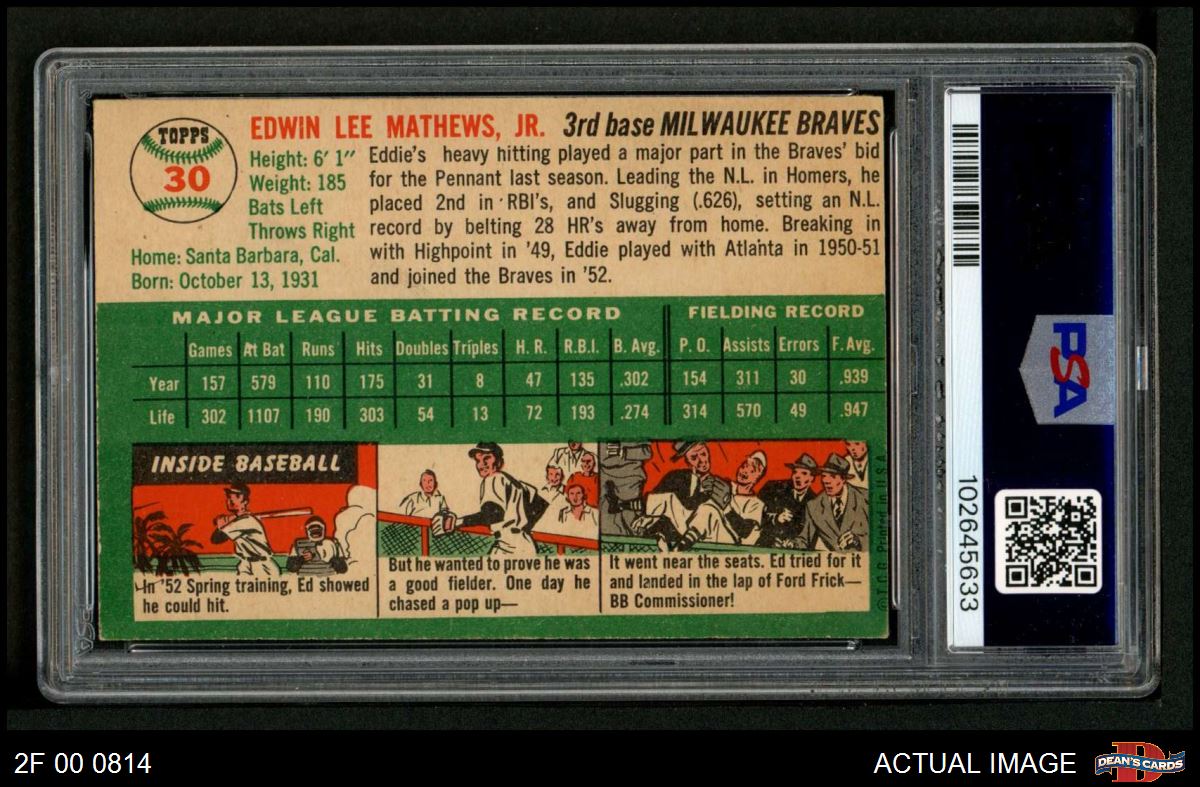 TOPPS
30
EDWIN LEE MATHEWS, JR. 3rd base MILWAUKEE BRAVES
Height: 6' 1"
Weight: 185
Bats Left
Throws Right
Home: Santa Barbara, Cal.
Born: October 13, 1931
Eddie's heavy hitting played a major part in the Braves' bid
for the Pennant last season. Leading the N.L. in Homers, he
placed 2nd in RBI's, and Slugging (.626), setting an N.L.
record by belting 28 HR's away from home. Breaking in
with Highpoint in '49, Eddie played with Atlanta in 1950-51
and joined the Braves in '52.
MAJOR LEAGUE BATTING RECORD FIELDING RECORD
Games At Bat Runs Hits Doubles Triples H. R. R.B.I. B. Avg. P. O. Assists Errors F. Avg.
Year 157 579 110 175 31 8 47 135 .302 154 311 30 .939
Life 302 1107 190 303 54 13 72 193 .274 314 570 49 .947
INSIDE BASEBALL
In '52 Spring training, Ed showed
he could hit.
But he wanted to prove he was
a good fielder. One day he
chased a pop up—
It went near the seats. Ed tried for it
and landed in the lap of Ford Frick—
BB Commissioner!
© T.C.G. Printed in U.S.A.
PSA
102645633
2F 00 0814
ACTUAL IMAGE
D
DEAN'S CARDS